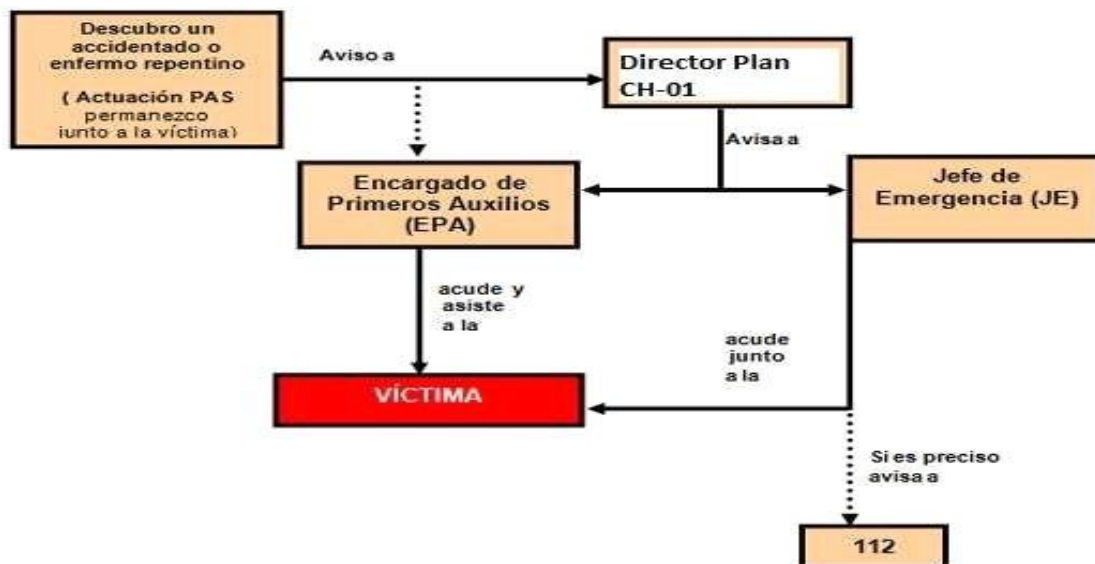 Descubro un
accidentado o
enfermo repentino
( Actuación PAS
permanezco
junto a la víctima)
Aviso a
Director Plan
CH-01
Avisa a
Encargado de
Primeros Auxilios
(EPA)
Jefe de
Emergencia (JE)
acude y
asiste
a la
acude
junto
a la
VÍCTIMA
Si es preciso
avisa a
112